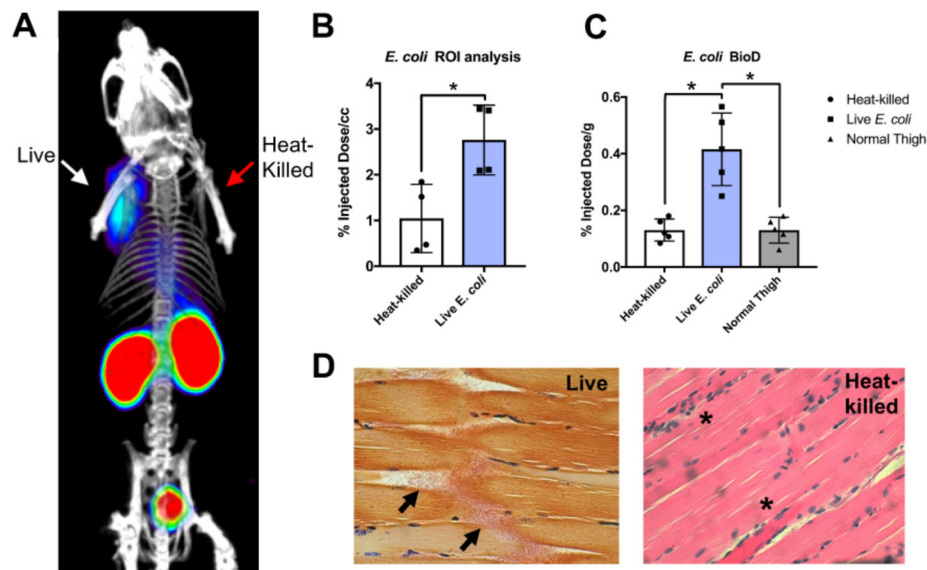 A
Live
Heat-
Killed
B
E. coli ROI analysis
*
% Injected Dose/cc
4
3
2
1
0
Heat-killed
Live E. coli
C
E. coli BioD
*
*
% Injected Dose/g
0.6
0.4
0.2
0.0
Heat-killed
Live E. coli
Normal Thigh
Heat-killed
Live E. coli
Normal Thigh
D
Live
Heat-
killed
*
*